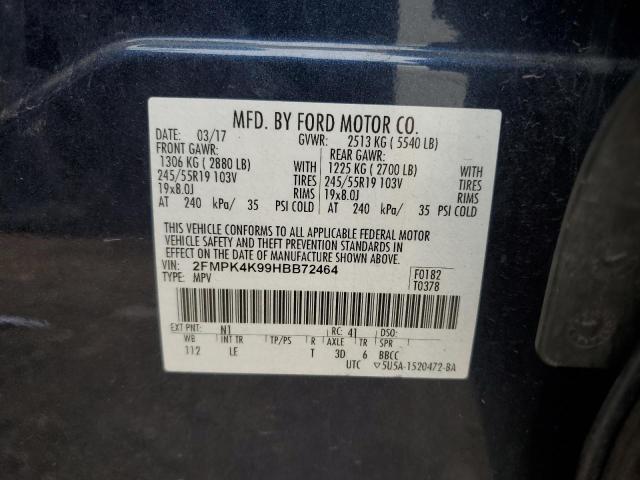 MFD. BY FORD MOTOR CO.
DATE: 03/17 GVWR: 2513 KG ( 5540 LB)
FRONT GAWR: REAR GAWR:
1306 KG ( 2880 LB) WITH 1225 KG ( 2700 LB) WITH
245/55R19 103V TIRES 245/55R19 103V TIRES
19x8.0J RIMS 19x8.0J RIMS
AT 240 kPa/ 35 PSI COLD AT 240 kPa/ 35 PSI COLD
THIS VEHICLE CONFORMS TO ALL APPLICABLE FEDERAL MOTOR
VEHICLE SAFETY AND THEFT PREVENTION STANDARDS IN
EFFECT ON THE DATE OF MANUFACTURE SHOWN ABOVE.
VIN: 2FMPK4K99HBB72464 F0182
TYPE: MPV T0378
EXT PNT: N1 RC: 41 DSO:
WB INT TR TP/PS R AXLE TR SPR
112 LE T 3D 6 BBCC
UTC ▽5U5A-1520472-BA